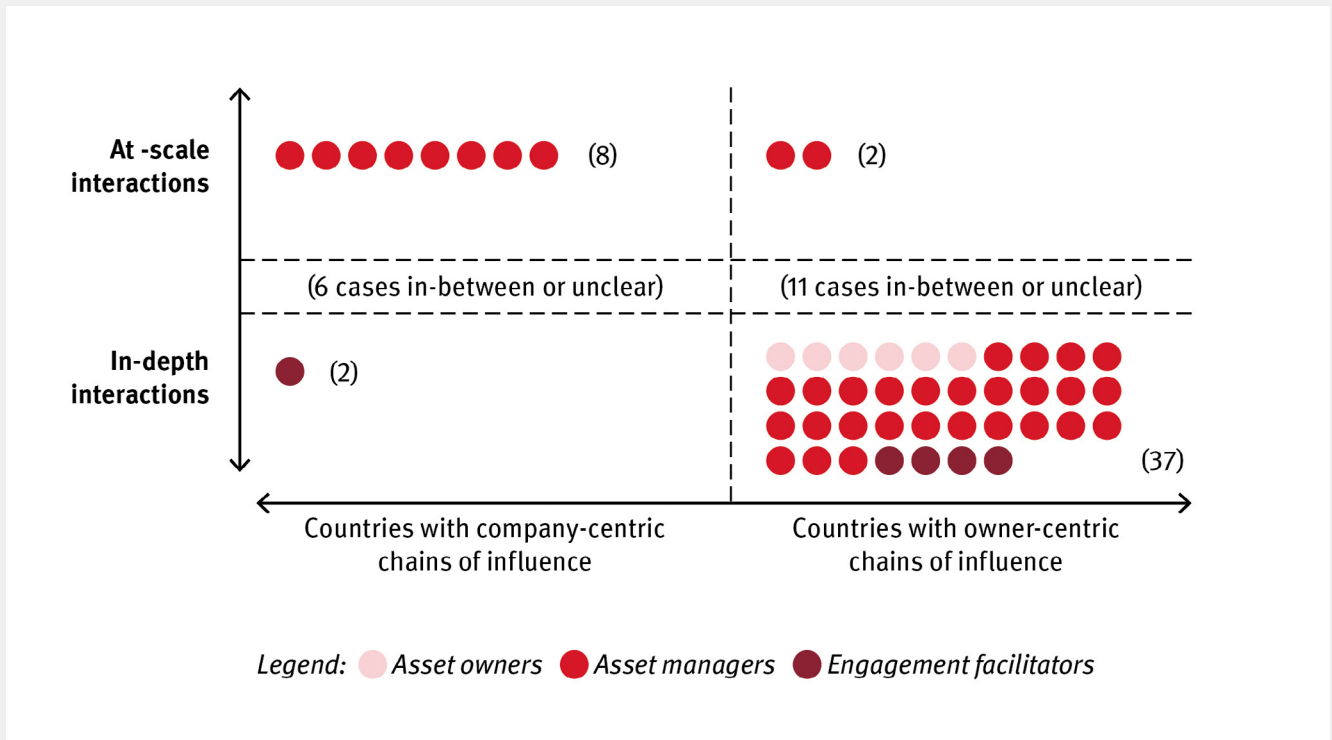 At -scale
interactions
(8)
(2)
(6 cases in-between or unclear)
(11 cases in-between or unclear)
In-depth
interactions
(2)
(37)
Countries with company-centric
chains of influence
Countries with owner-centric
chains of influence
Legend: Asset owners Asset managers Engagement facilitators